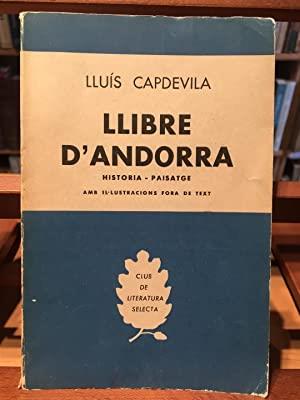 LLUÍS CAPDEVILA
LLIBRE
D'ANDORRA
HISTORIA - PAISATGE
AMB IL·LUSTRACIONS FORA DE TEXT
CLUB
DE
LITERATURA
SELECTA